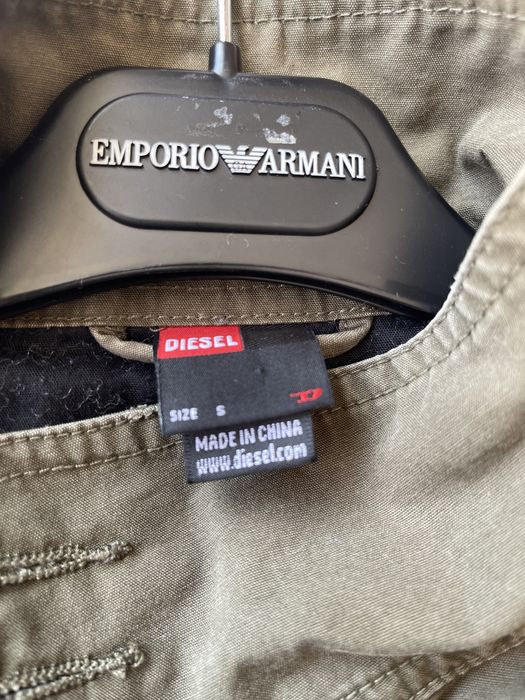 EMPORIO ARMANI
DIESEL
SIZE S
MADE IN CHINA
www.diesel.com